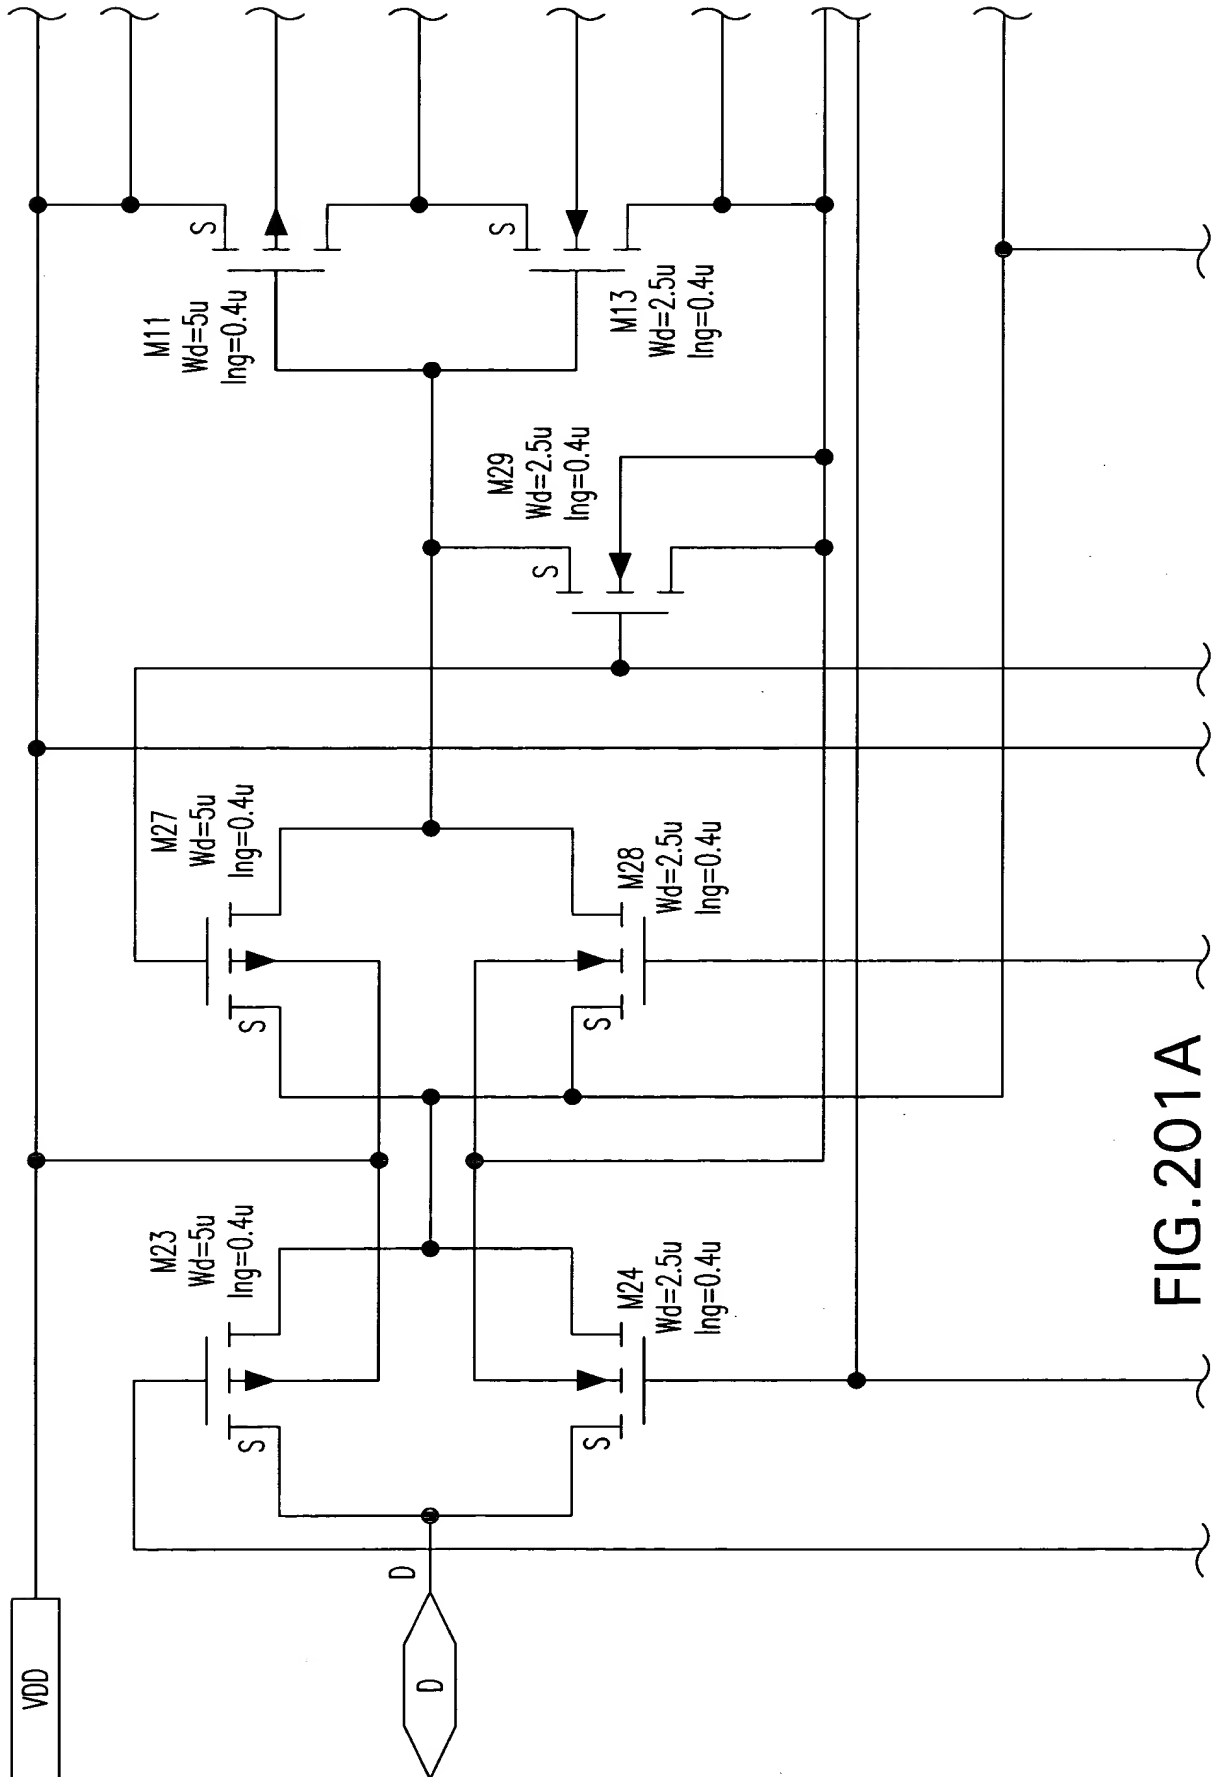 VDD
D
D
M23
Wd=5u
lng=0.4u
S
M24
Wd=2.5u
lng=0.4u
S
M27
Wd=5u
lng=0.4u
S
M28
Wd=2.5u
lng=0.4u
S
M29
Wd=2.5u
lng=0.4u
S
M11
Wd=5u
lng=0.4u
S
M13
Wd=2.5u
lng=0.4u
S
FIG.201A